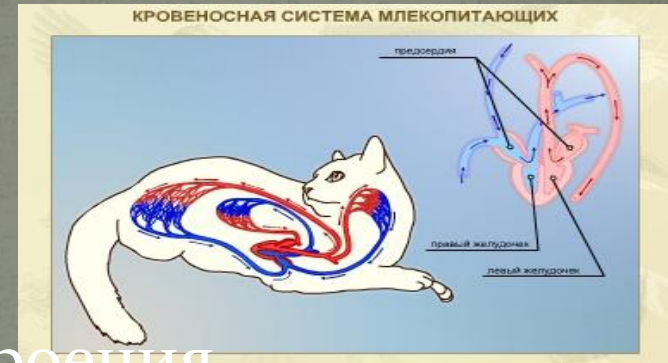 КРОВЕНОСНАЯ СИСТЕМА МЛЕКОПИТАЮЩИХ
предсердия
правый желудочек
левый желудочек